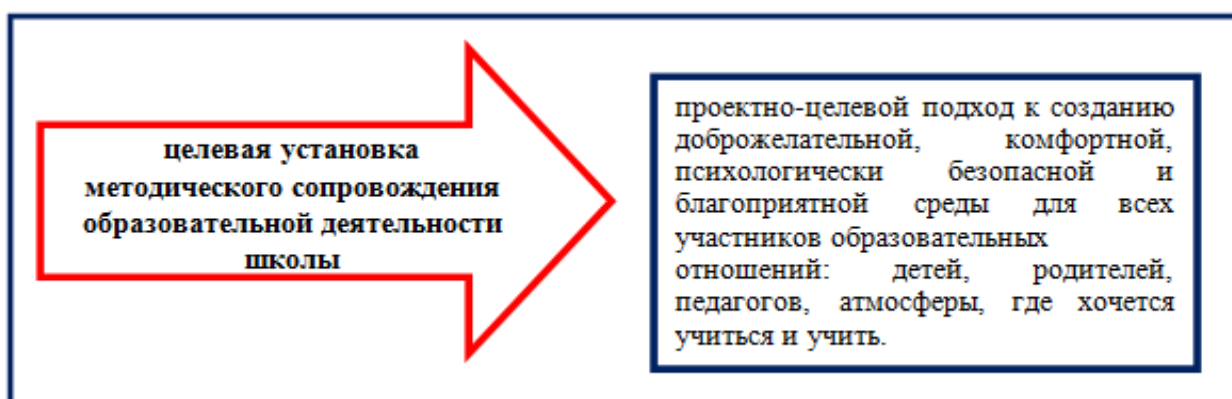 целевая установка
методического сопровождения
образовательной деятельности
школы
проектно-целевой подход к созданию
доброжелательной, комфортной,
психологически безопасной и
благоприятной среды для всех
участников образовательных
отношений: детей, родителей,
педагогов, атмосферы, где хочется
учиться и учить.